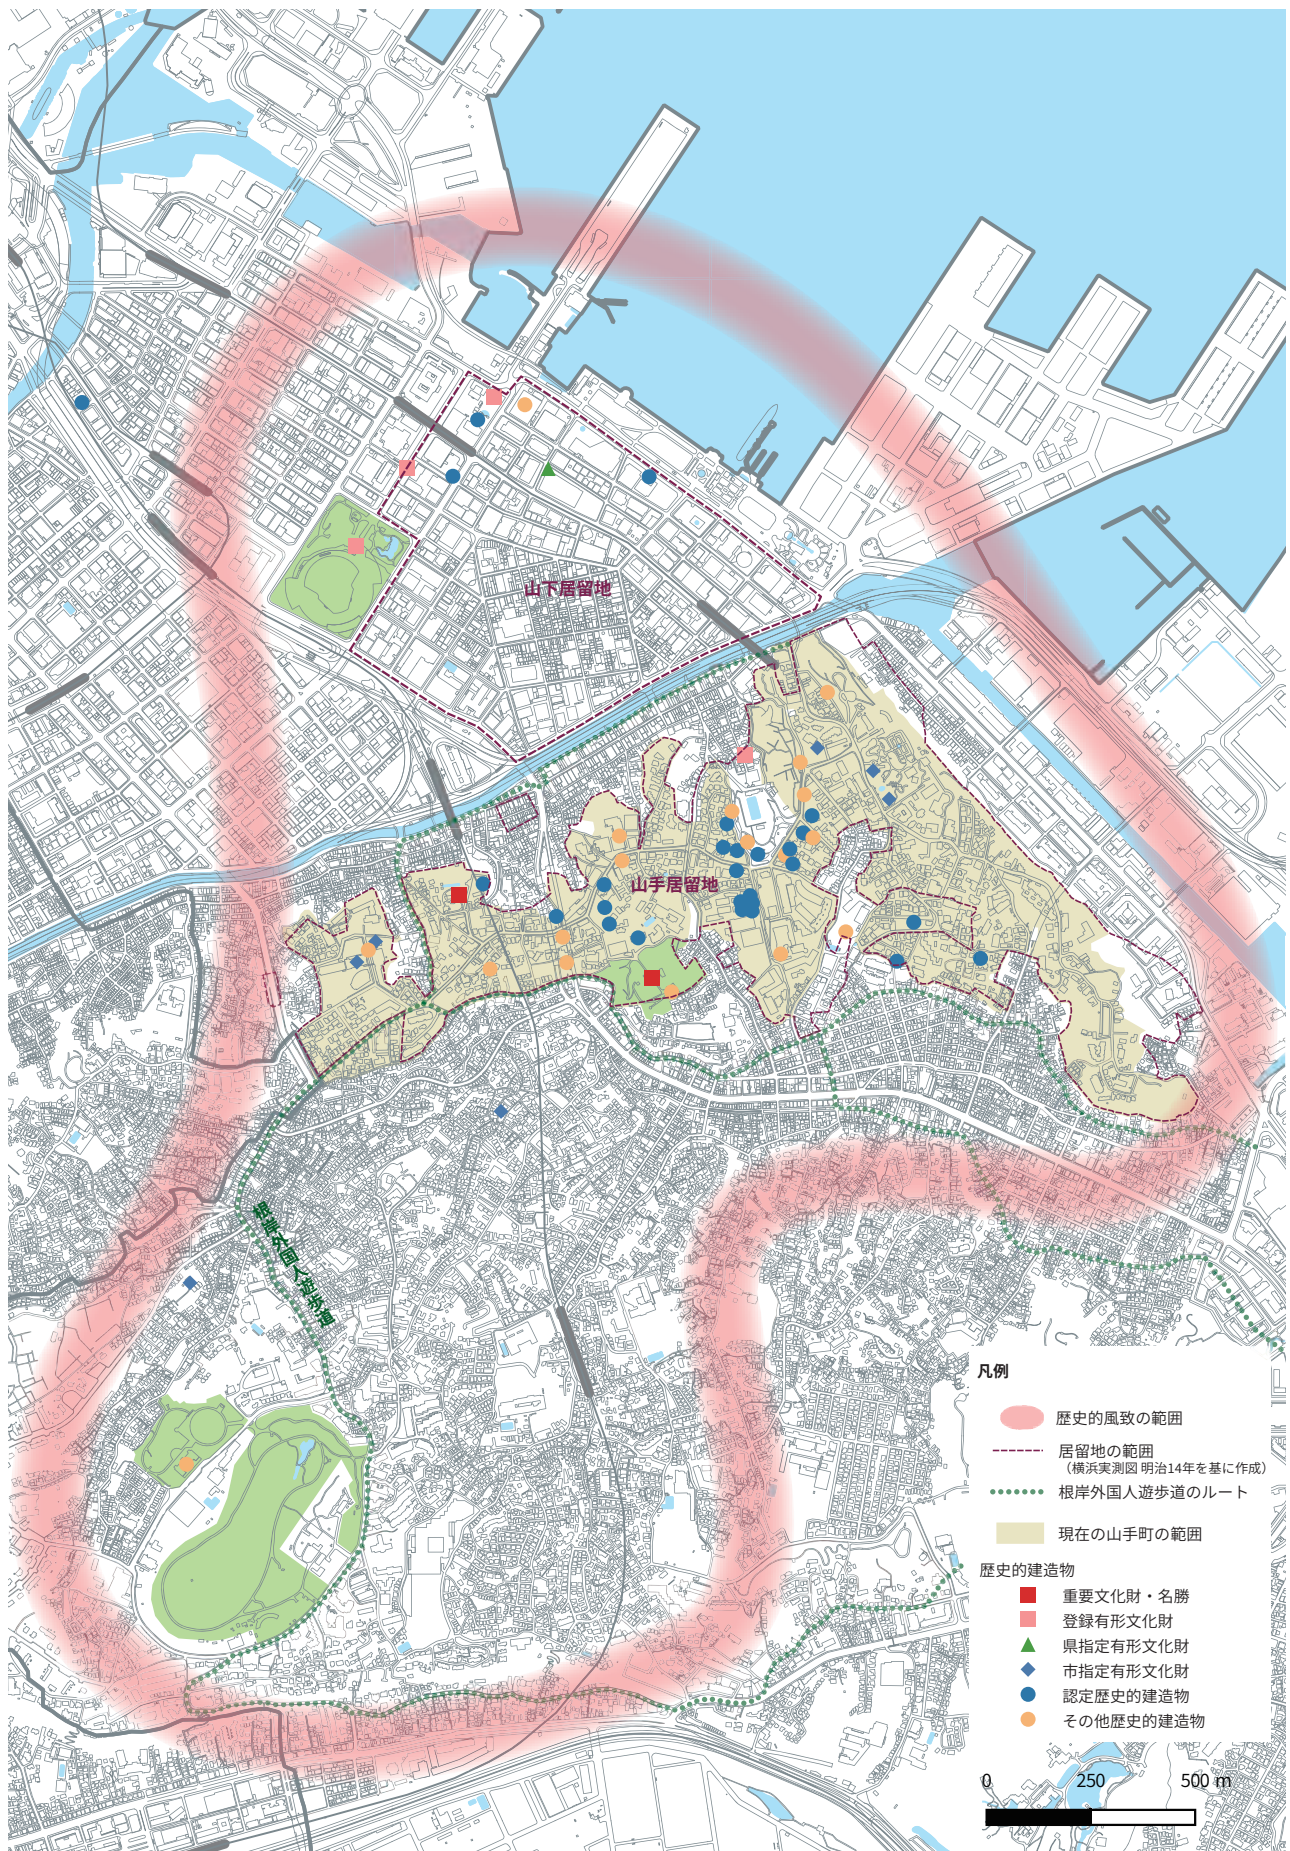 山下居留地
山手居留地
根岸外国人遊歩道
凡例
歴史的風致の範囲
居留地の範囲
（横浜実測図 明治14年を基に作成）
根岸外国人遊歩道のルート
現在の山手町の範囲
歴史的建造物
重要文化財・名勝
登録有形文化財
県指定有形文化財
市指定有形文化財
認定歴史的建造物
その他歴史的建造物
0 250 500 m